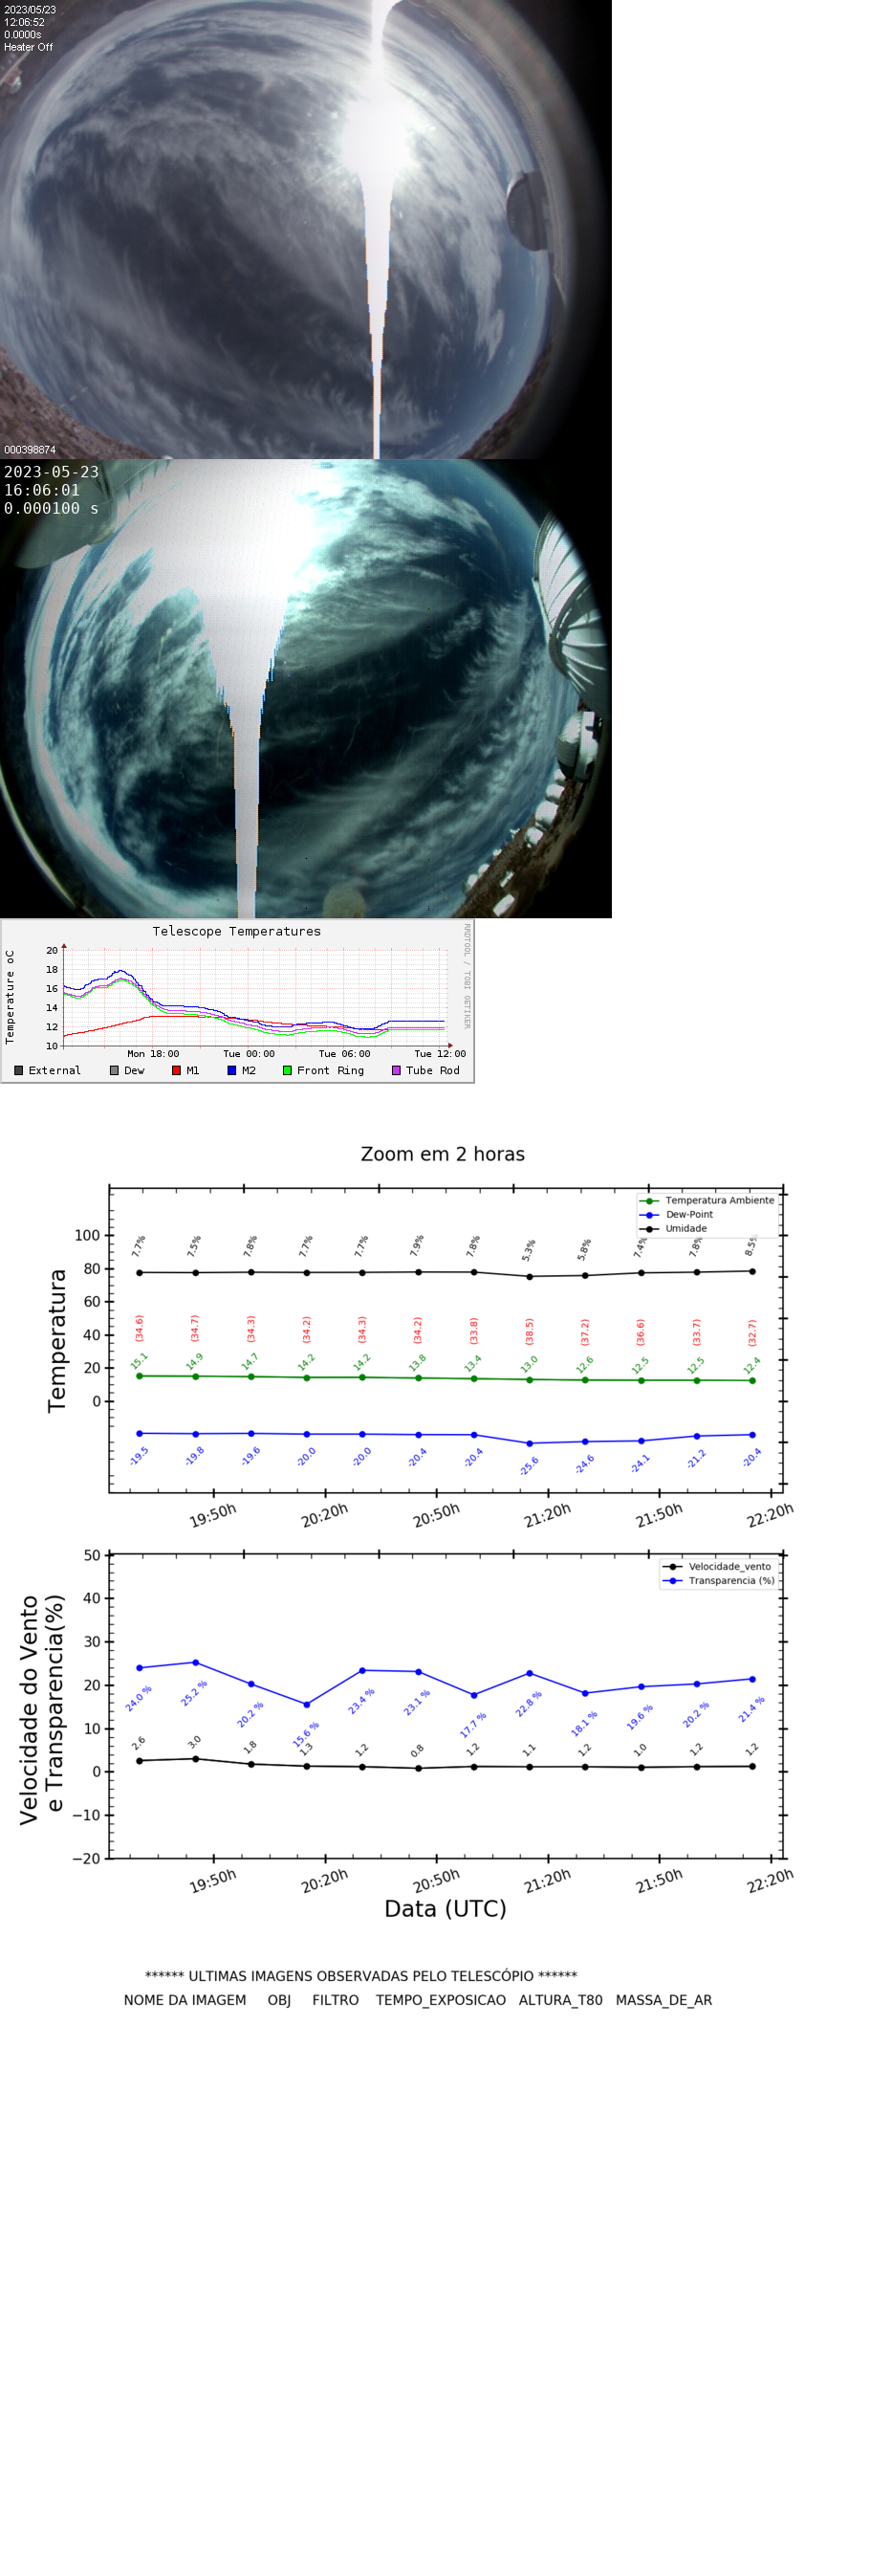 2023/05/23
12:06:52
0.0000s
Heater Off
000398874
2023-05-23
16:06:01
0.000100 s
Telescope Temperatures
RRDTOOL / TOBI OETIKER
Temperature oC
20
18
16
14
12
10
Mon 18:00 Tue 00:00 Tue 06:00 Tue 12:00
External Dew M1 M2 Front Ring Tube Rod
Zoom em 2 horas
Temperatura Ambiente
Dew-Point
Umidade
Temperatura
100
80
60
40
20
0
7.7% 7.5% 7.8% 7.7% 7.7% 7.9% 7.8% 5.3% 5.8% 7.4% 7.8% 8.5%
(34.6) (34.7) (34.3) (34.2) (34.3) (34.2) (33.8) (38.5) (37.2) (36.6) (33.7) (32.7)
15.1 14.9 14.7 14.2 14.2 13.8 13.4 13.0 12.6 12.5 12.5 12.4
-19.5 -19.8 -19.6 -20.0 -20.0 -20.4 -20.4 -25.6 -24.6 -24.1 -21.2 -20.4
19:50h 20:20h 20:50h 21:20h 21:50h 22:20h
Velocidade_vento
Transparencia (%)
Velocidade do Vento
e Transparencia(%)
50
40
30
20
10
0
−10
−20
24.0 % 25.2 % 20.2 % 15.6 % 23.4 % 23.1 % 17.7 % 22.8 % 18.1 % 19.6 % 20.2 % 21.4 %
2.6 3.0 1.8 1.3 1.2 0.8 1.2 1.1 1.2 1.0 1.2 1.2
19:50h 20:20h 20:50h 21:20h 21:50h 22:20h
Data (UTC)
****** ULTIMAS IMAGENS OBSERVADAS PELO TELESCÓPIO ******
NOME DA IMAGEM OBJ FILTRO TEMPO_EXPOSICAO ALTURA_T80 MASSA_DE_AR